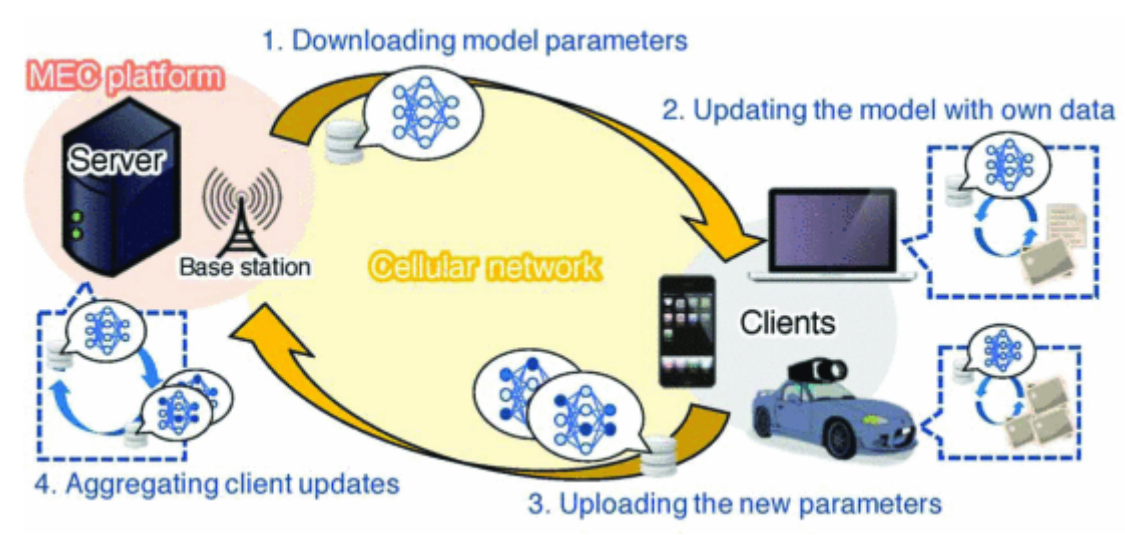 1. Downloading model parameters
MEC platform
2. Updating the model with own data
Server
Base station
Cellular network
Clients
4. Aggregating client updates
3. Uploading the new parameters